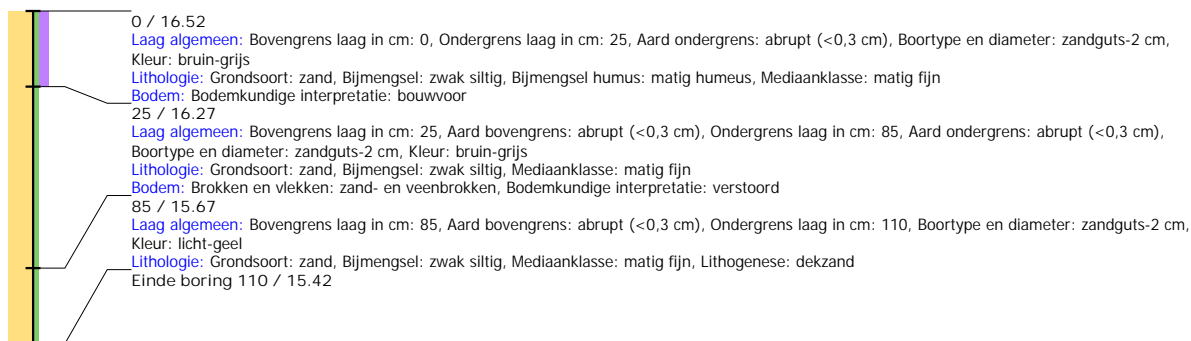 0 / 16.52
Laag algemeen: Bovengrens laag in cm: 0, Ondergrens laag in cm: 25, Aard ondergrens: abrupt (<0,3 cm), Boortype en diameter: zandguts-2 cm,
Kleur: bruin-grijs
Lithologie: Grondsoort: zand, Bijmengsel: zwak siltig, Bijmengsel humus: matig humeus, Mediaanklasse: matig fijn
Bodem: Bodemkundige interpretatie: bouwvoor
25 / 16.27
Laag algemeen: Bovengrens laag in cm: 25, Aard bovengrens: abrupt (<0,3 cm), Ondergrens laag in cm: 85, Aard ondergrens: abrupt (<0,3 cm),
Boortype en diameter: zandguts-2 cm, Kleur: bruin-grijs
Lithologie: Grondsoort: zand, Bijmengsel: zwak siltig, Mediaanklasse: matig fijn
Bodem: Brokken en vlekken: zand- en veenbrokken, Bodemkundige interpretatie: verstoord
85 / 15.67
Laag algemeen: Bovengrens laag in cm: 85, Aard bovengrens: abrupt (<0,3 cm), Ondergrens laag in cm: 110, Boortype en diameter: zandguts-2 cm,
Kleur: licht-geel
Lithologie: Grondsoort: zand, Bijmengsel: zwak siltig, Mediaanklasse: matig fijn, Lithogenese: dekzand
Einde boring 110 / 15.42